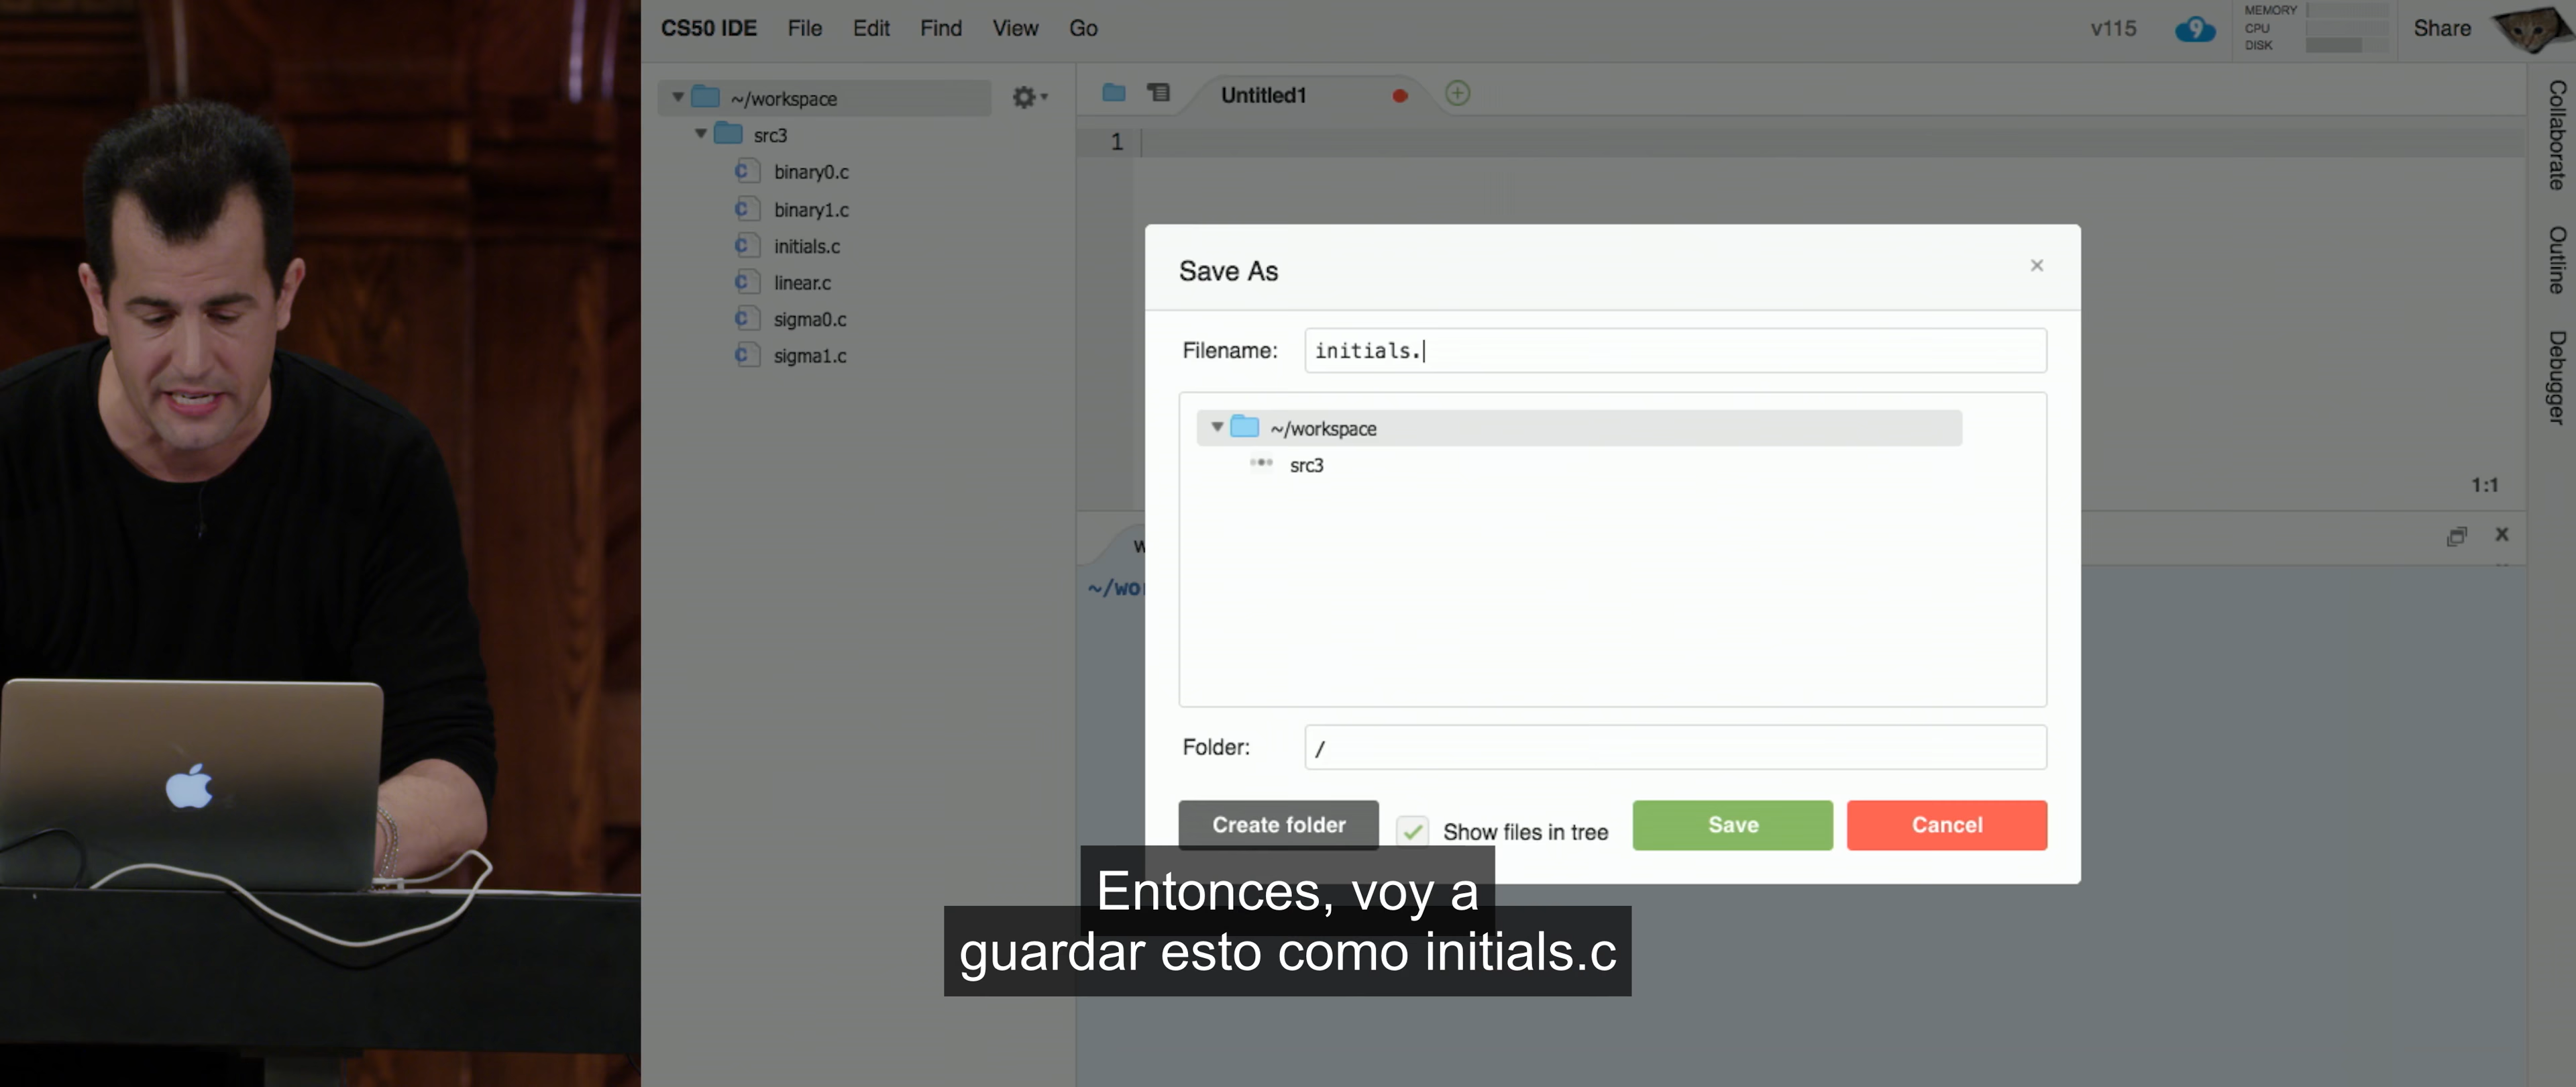 CS50 IDE File Edit Find View Go
v115
9
MEMORY
CPU
DISK
Share
~/workspace
src3
binary0.c
binary1.c
initials.c
linear.c
sigma0.c
sigma1.c
Untitled1
1
1:1
Collaborate
Outline
Debugger
~/wo
Save As
Filename: initials.
~/workspace
src3
Folder: /
Create folder
Show files in tree
Save
Cancel
Entonces, voy a
guardar esto como initials.c